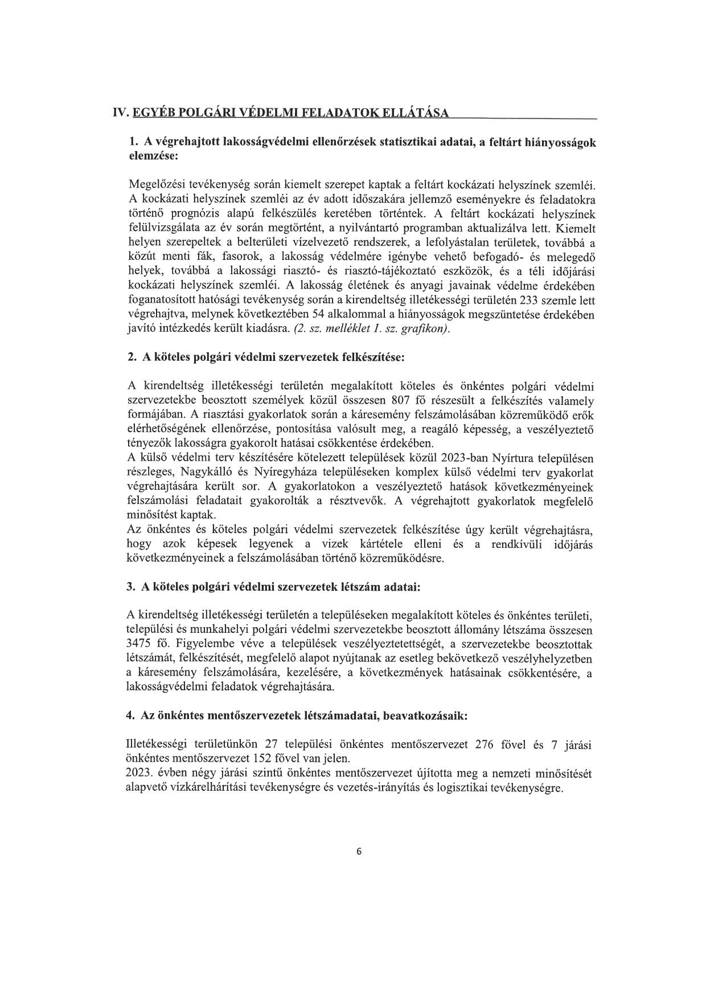 IV. EGYÉB POLGÁRI VÉDELMI FELADATOK ELLÁTÁSA
1. A végrehajtott lakosságvédelmi ellenőrzések statisztikai adatai, a feltárt hiányosságok
elemzése:
Megelőzési tevékenység során kiemelt szerepet kaptak a feltárt kockázati helyszínek szemléi.
A kockázati helyszínek szemléi az év adott időszakára jellemző eseményekre és feladatokra
történő prognózis alapú felkészülés keretében történtek. A feltárt kockázati helyszínek
felülvizsgálata az év során megtörtént, a nyilvántartó programban aktualizálva lett. Kiemelt
helyen szerepeltek a belterületi vízelvezető rendszerek, a lefolyástalan területek, továbbá a
közút menti fák, fasorok, a lakosság védelmére igénybe vehető befogadó- és melegedő
helyek, továbbá a lakossági riasztó- és riasztó-tájékoztató eszközök, és a téli időjárási
kockázati helyszínek szemléi. A lakosság életének és anyagi javainak védelme érdekében
foganatosított hatósági tevékenység során a kirendeltség illetékességi területén 233 szemle lett
végrehajtva, melynek következtében 54 alkalommal a hiányosságok megszüntetése érdekében
javító intézkedés került kiadásra. (2. sz. melléklet 1. sz. grafikon).
2. A köteles polgári védelmi szervezetek felkészítése:
A kirendeltség illetékességi területén megalakított köteles és önkéntes polgári védelmi
szervezetekbe beosztott személyek közül összesen 807 fő részesült a felkészítés valamely
formájában. A riasztási gyakorlatok során a káresemény felszámolásában közreműködő erők
elérhetőségének ellenőrzése, pontosítása valósult meg, a reagáló képesség, a veszélyeztető
tényezők lakosságra gyakorolt hatásai csökkentése érdekében.
A külső védelmi terv készítésére kötelezett települések közül 2023-ban Nyírtura településen
részleges, Nagykálló és Nyíregyháza településeken komplex külső védelmi terv gyakorlat
végrehajtására került sor. A gyakorlatokon a veszélyeztető hatások következményeinek
felszámolási feladatait gyakorolták a résztvevők. A végrehajtott gyakorlatok megfelelő
minősítést kaptak.
Az önkéntes és köteles polgári védelmi szervezetek felkészítése úgy került végrehajtásra,
hogy azok képesek legyenek a vizek kártétele elleni és a rendkívüli időjárás
következményeinek a felszámolásában történő közreműködésre.
3. A köteles polgári védelmi szervezetek létszám adatai:
A kirendeltség illetékességi területén a településeken megalakított köteles és önkéntes területi,
települési és munkahelyi polgári védelmi szervezetekbe beosztott állomány létszáma összesen
3475 fő. Figyelembe véve a települések veszélyeztetettségét, a szervezetekbe beosztottak
létszámát, felkészítését, megfelelő alapot nyújtanak az esetleg bekövetkező veszélyhelyzetben
a káresemény felszámolására, kezelésére, a következmények hatásainak csökkentésére, a
lakosságvédelmi feladatok végrehajtására.
4. Az önkéntes mentőszervezetek létszámadatai, beavatkozásaik:
Illetékességi területünkön 27 települési önkéntes mentőszervezet 276 fővel és 7 járási
önkéntes mentőszervezet 152 fővel van jelen.
2023. évben négy járási szintű önkéntes mentőszervezet újította meg a nemzeti minősítését
alapvető vízkárelhárítási tevékenységre és vezetés-irányítás és logisztikai tevékenységre.
6